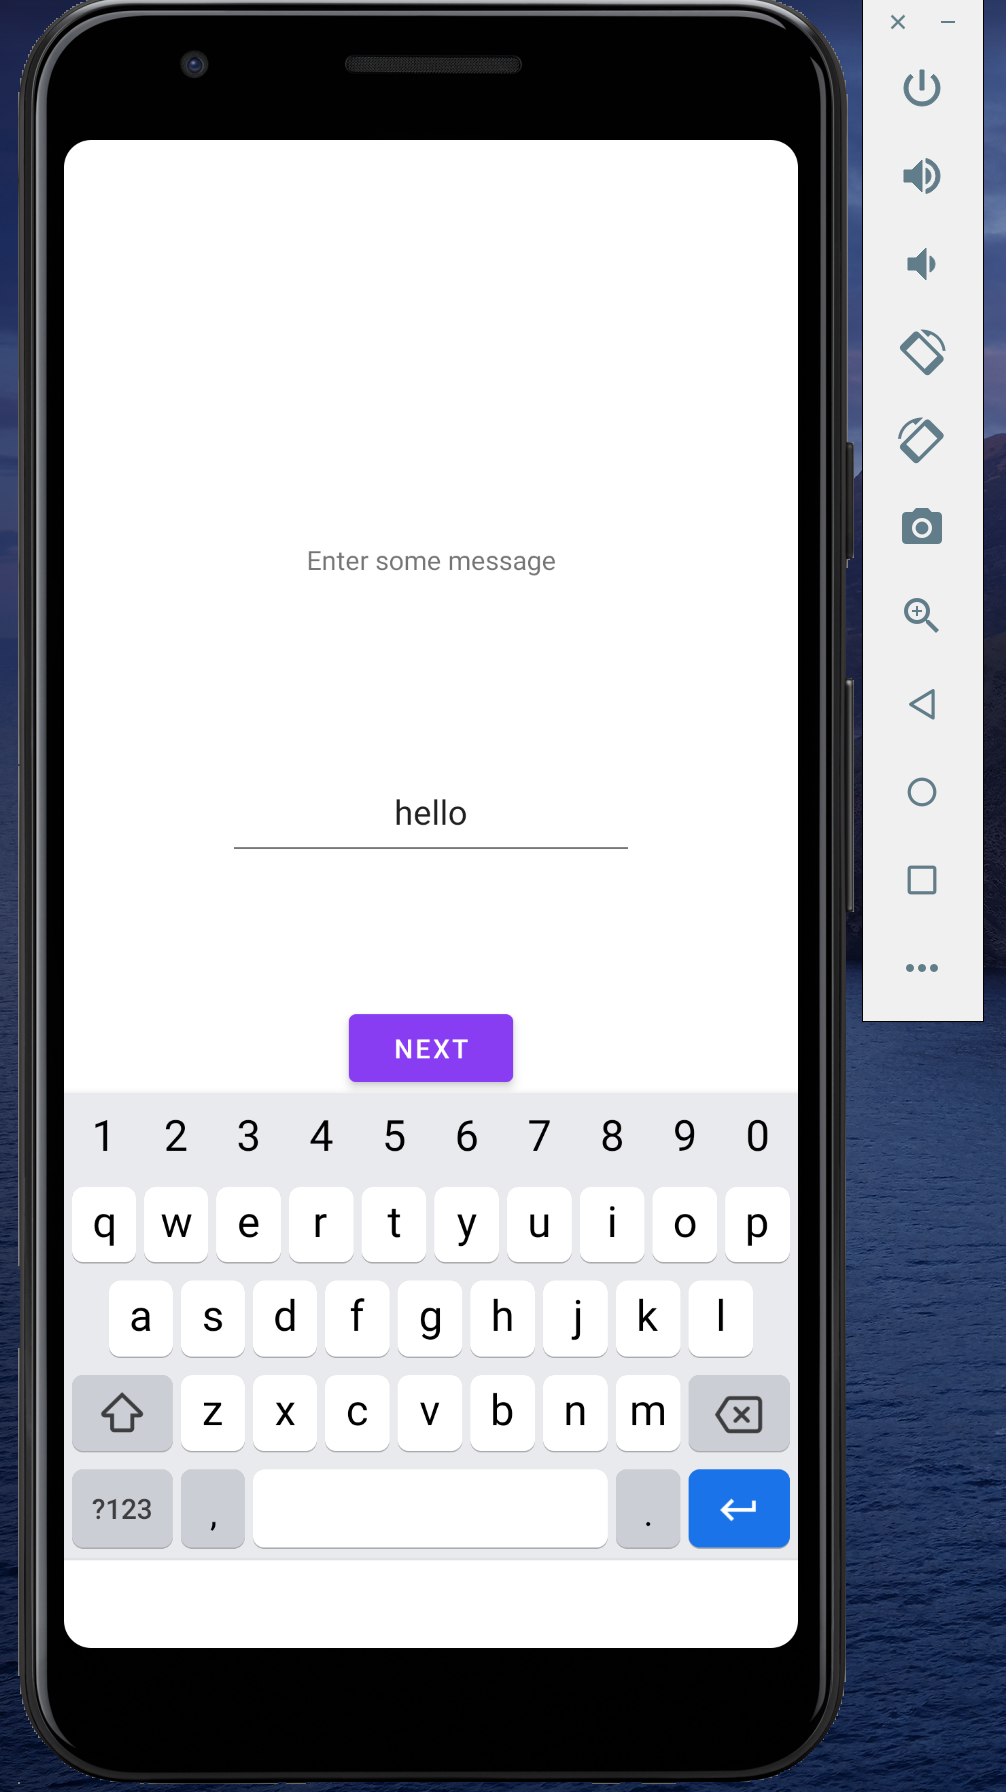 Enter some message
hello
NEXT
1 2 3 4 5 6 7 8 9 0
q w e r t y u i o p
a s d f g h j k l
z x c v b n m
?123 , .